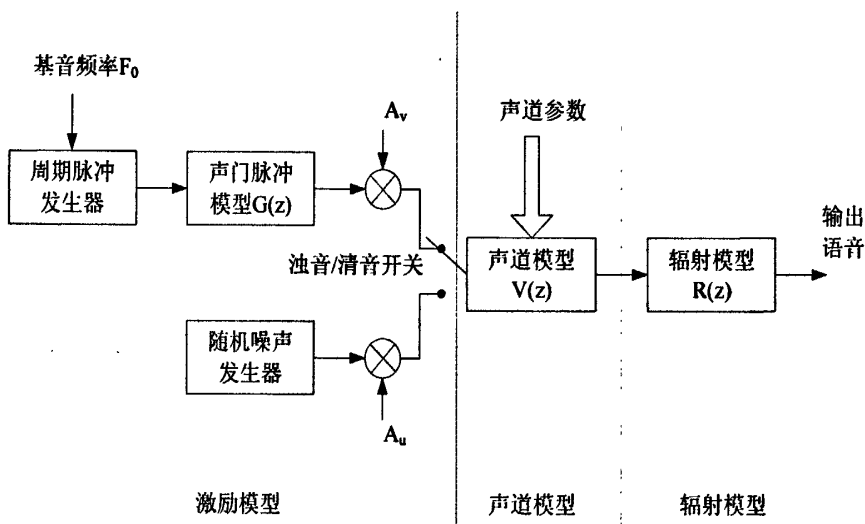 基音频率F₀
周期脉冲
发生器
声门脉冲
模型G(z)
Aᵥ
浊音/清音开关
随机噪声
发生器
Aᵤ
声道参数
声道模型
V(z)
辐射模型
R(z)
输出
语音
激励模型
声道模型
辐射模型